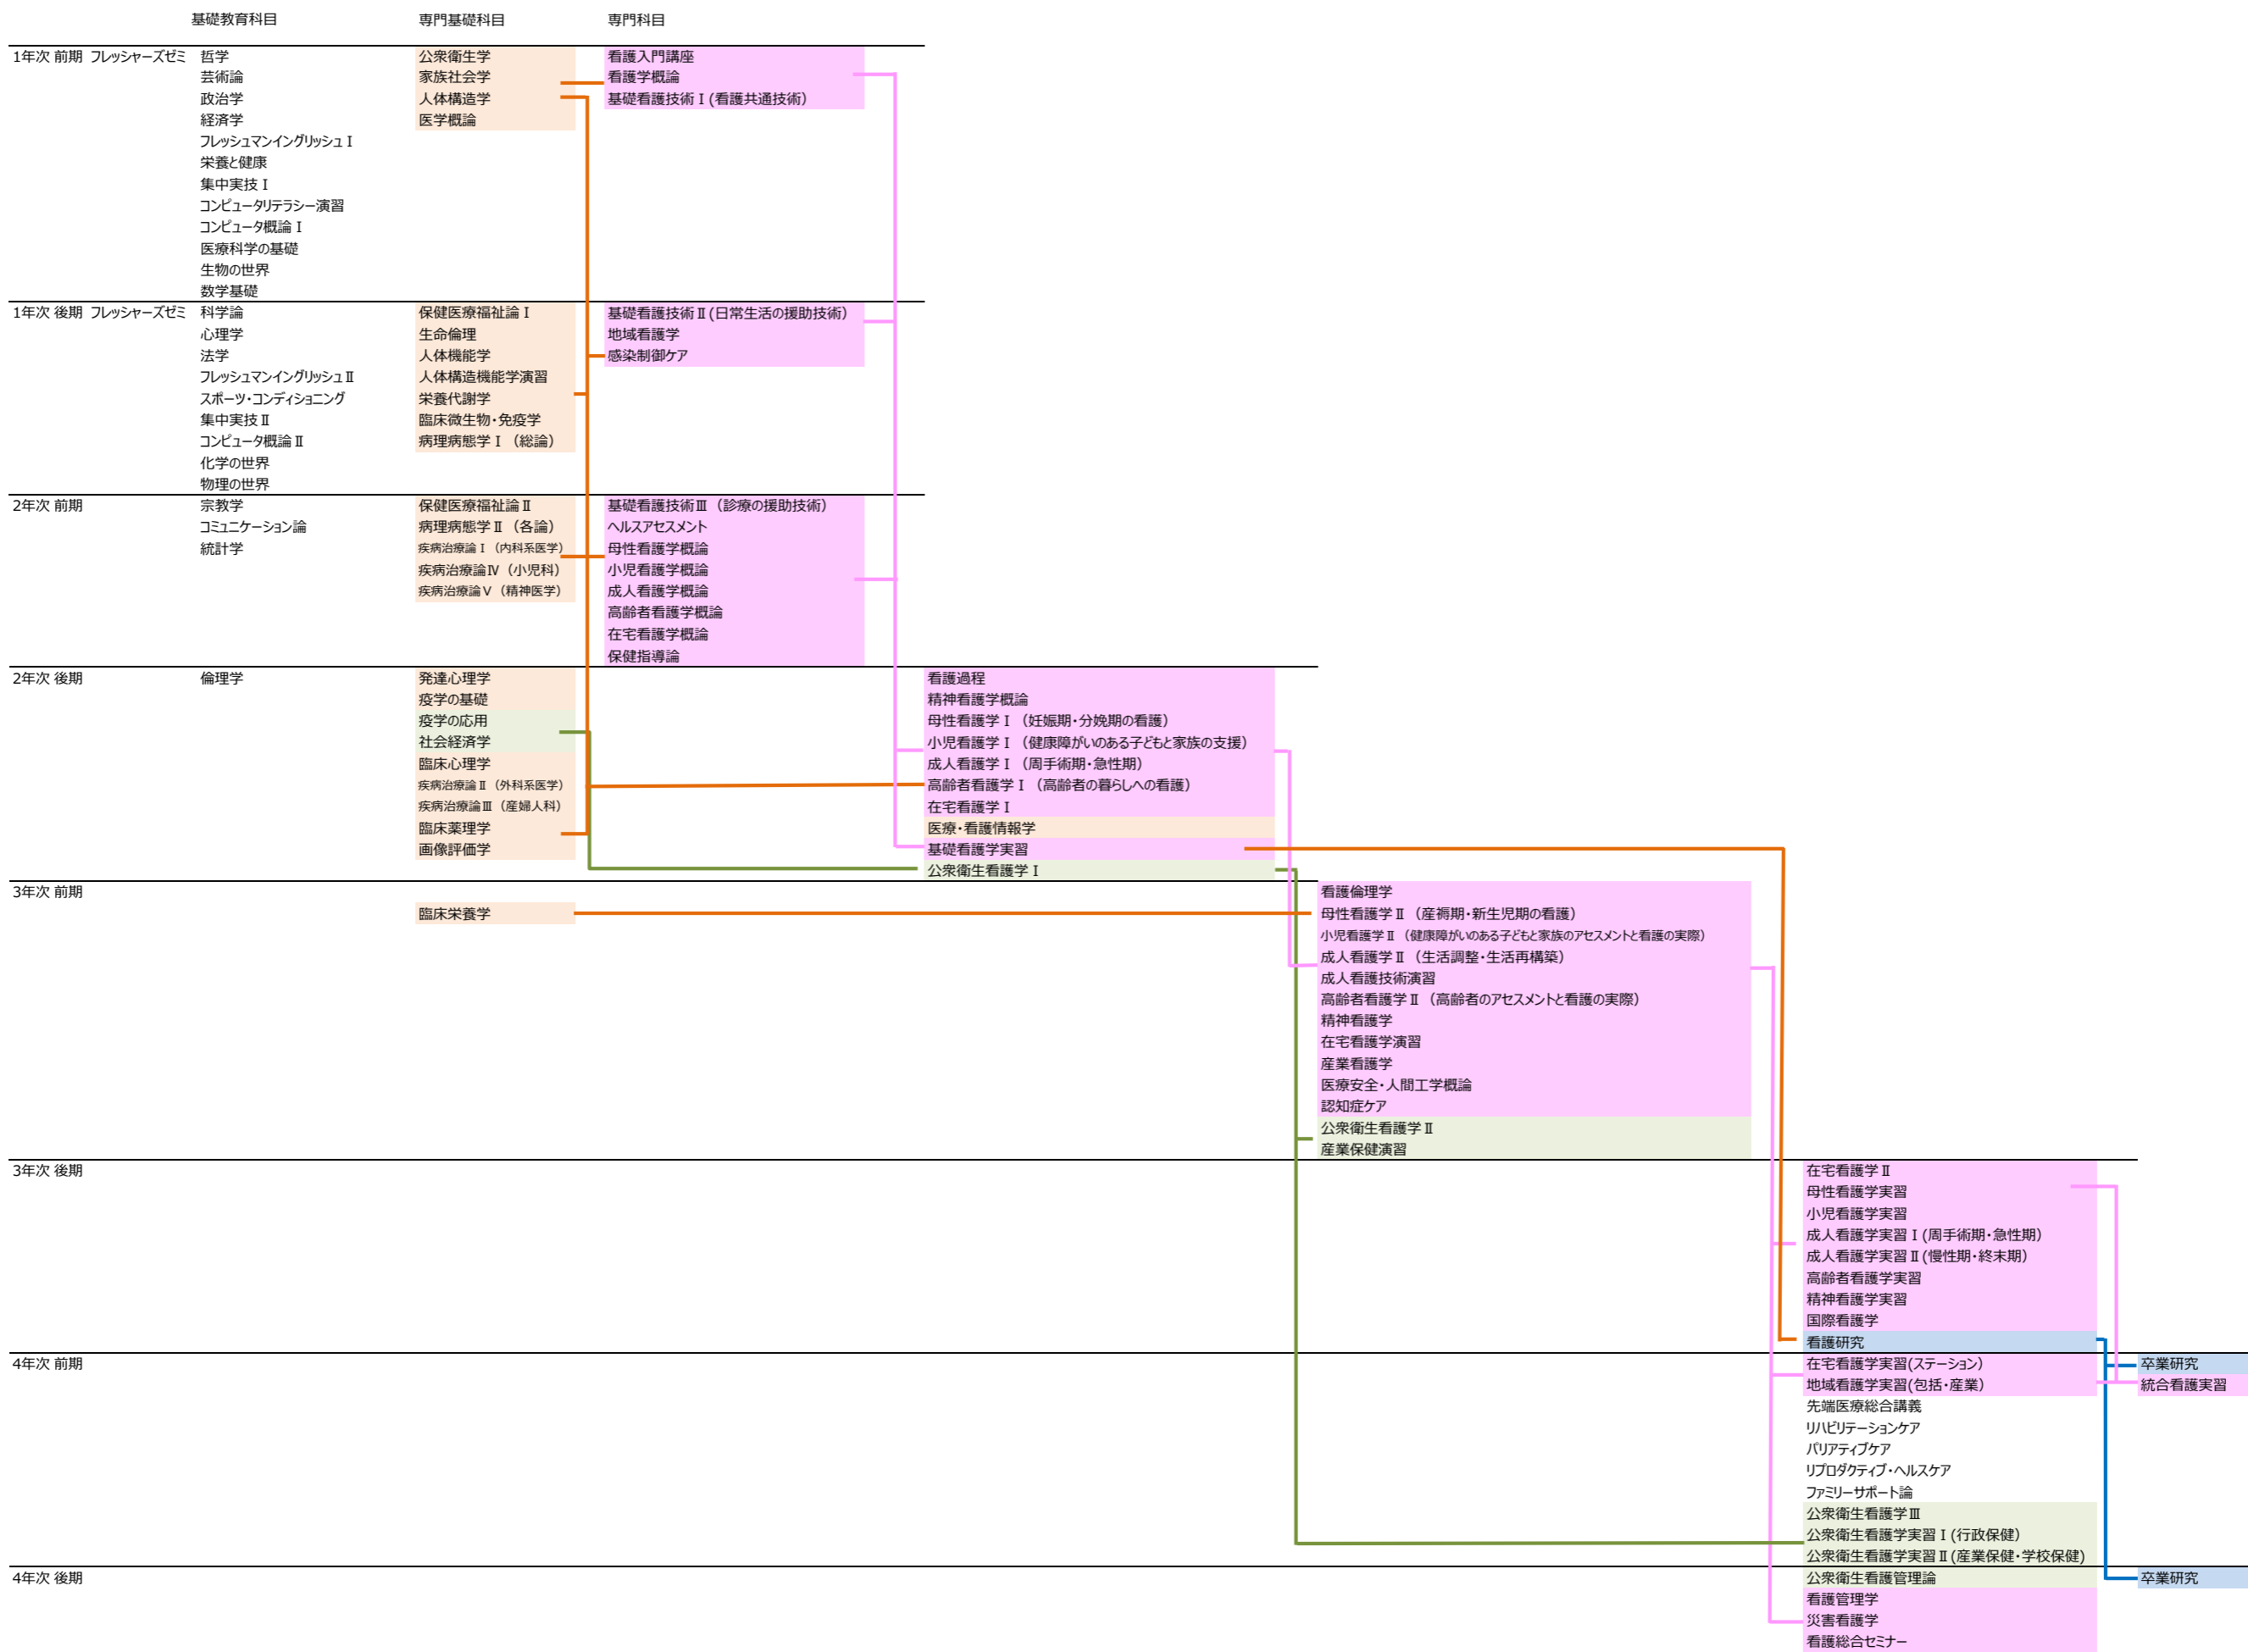 基礎教育科目 専門基礎科目 専門科目
1年次 前期 フレッシャーズゼミ 哲学 公衆衛生学 看護入門講座
芸術論 家族社会学 看護学概論
政治学 人体構造学 基礎看護技術Ⅰ(看護共通技術)
経済学 医学概論
フレッシュマンイングリッシュⅠ
栄養と健康
集中実技Ⅰ
コンピュータリテラシー演習
コンピュータ概論Ⅰ
医療科学の基礎
生物の世界
数学基礎
1年次 後期 フレッシャーズゼミ 科学論 保健医療福祉論Ⅰ 基礎看護技術Ⅱ(日常生活の援助技術)
心理学 生命倫理 地域看護学
法学 人体機能学 感染制御ケア
フレッシュマンイングリッシュⅡ 人体構造機能学演習
スポーツ・コンディショニング 栄養代謝学
集中実技Ⅱ 臨床微生物・免疫学
コンピュータ概論Ⅱ 病理病態学Ⅰ(総論)
化学の世界
物理の世界
2年次 前期 宗教学 保健医療福祉論Ⅱ 基礎看護技術Ⅲ(診療の援助技術)
コミュニケーション論 病理病態学Ⅱ(各論) ヘルスアセスメント
統計学 疾病治療論Ⅰ(内科系医学) 母性看護学概論
疾病治療論Ⅳ(小児科) 小児看護学概論
疾病治療論Ⅴ(精神医学) 成人看護学概論
高齢者看護学概論
在宅看護学概論
保健指導論
2年次 後期 倫理学 発達心理学 看護過程
疫学の基礎 精神看護学概論
疫学の応用 母性看護学Ⅰ(妊娠期・分娩期の看護)
社会経済学 小児看護学Ⅰ(健康障がいのある子どもと家族の支援)
臨床心理学 成人看護学Ⅰ(周手術期・急性期)
疾病治療論Ⅱ(外科系医学) 高齢者看護学Ⅰ(高齢者の暮らしへの看護)
疾病治療論Ⅲ(産婦人科) 在宅看護学Ⅰ
臨床薬理学 医療・看護情報学
画像評価学 基礎看護学実習
公衆衛生看護学Ⅰ
3年次 前期 看護倫理学
臨床栄養学 母性看護学Ⅱ(産褥期・新生児期の看護)
小児看護学Ⅱ(健康障がいのある子どもと家族のアセスメントと看護の実際)
成人看護学Ⅱ(生活調整・生活再構築)
成人看護技術演習
高齢者看護学Ⅱ(高齢者のアセスメントと看護の実際)
精神看護学
在宅看護学演習
産業看護学
医療安全・人間工学概論
認知症ケア
公衆衛生看護学Ⅱ
産業保健演習
3年次 後期 在宅看護学Ⅱ
母性看護学実習
小児看護学実習
成人看護学実習Ⅰ(周手術期・急性期)
成人看護学実習Ⅱ(慢性期・終末期)
高齢者看護学実習
精神看護学実習
国際看護学
看護研究
4年次 前期 在宅看護学実習(ステーション) 卒業研究
地域看護学実習(包括・産業) 統合看護実習
先端医療総合講義
リハビリテーションケア
パリアティブケア
リプロダクティブ・ヘルスケア
ファミリーサポート論
公衆衛生看護学Ⅲ
公衆衛生看護学実習Ⅰ(行政保健)
公衆衛生看護学実習Ⅱ(産業保健・学校保健)
4年次 後期 公衆衛生看護管理論 卒業研究
看護管理学
災害看護学
看護総合セミナー